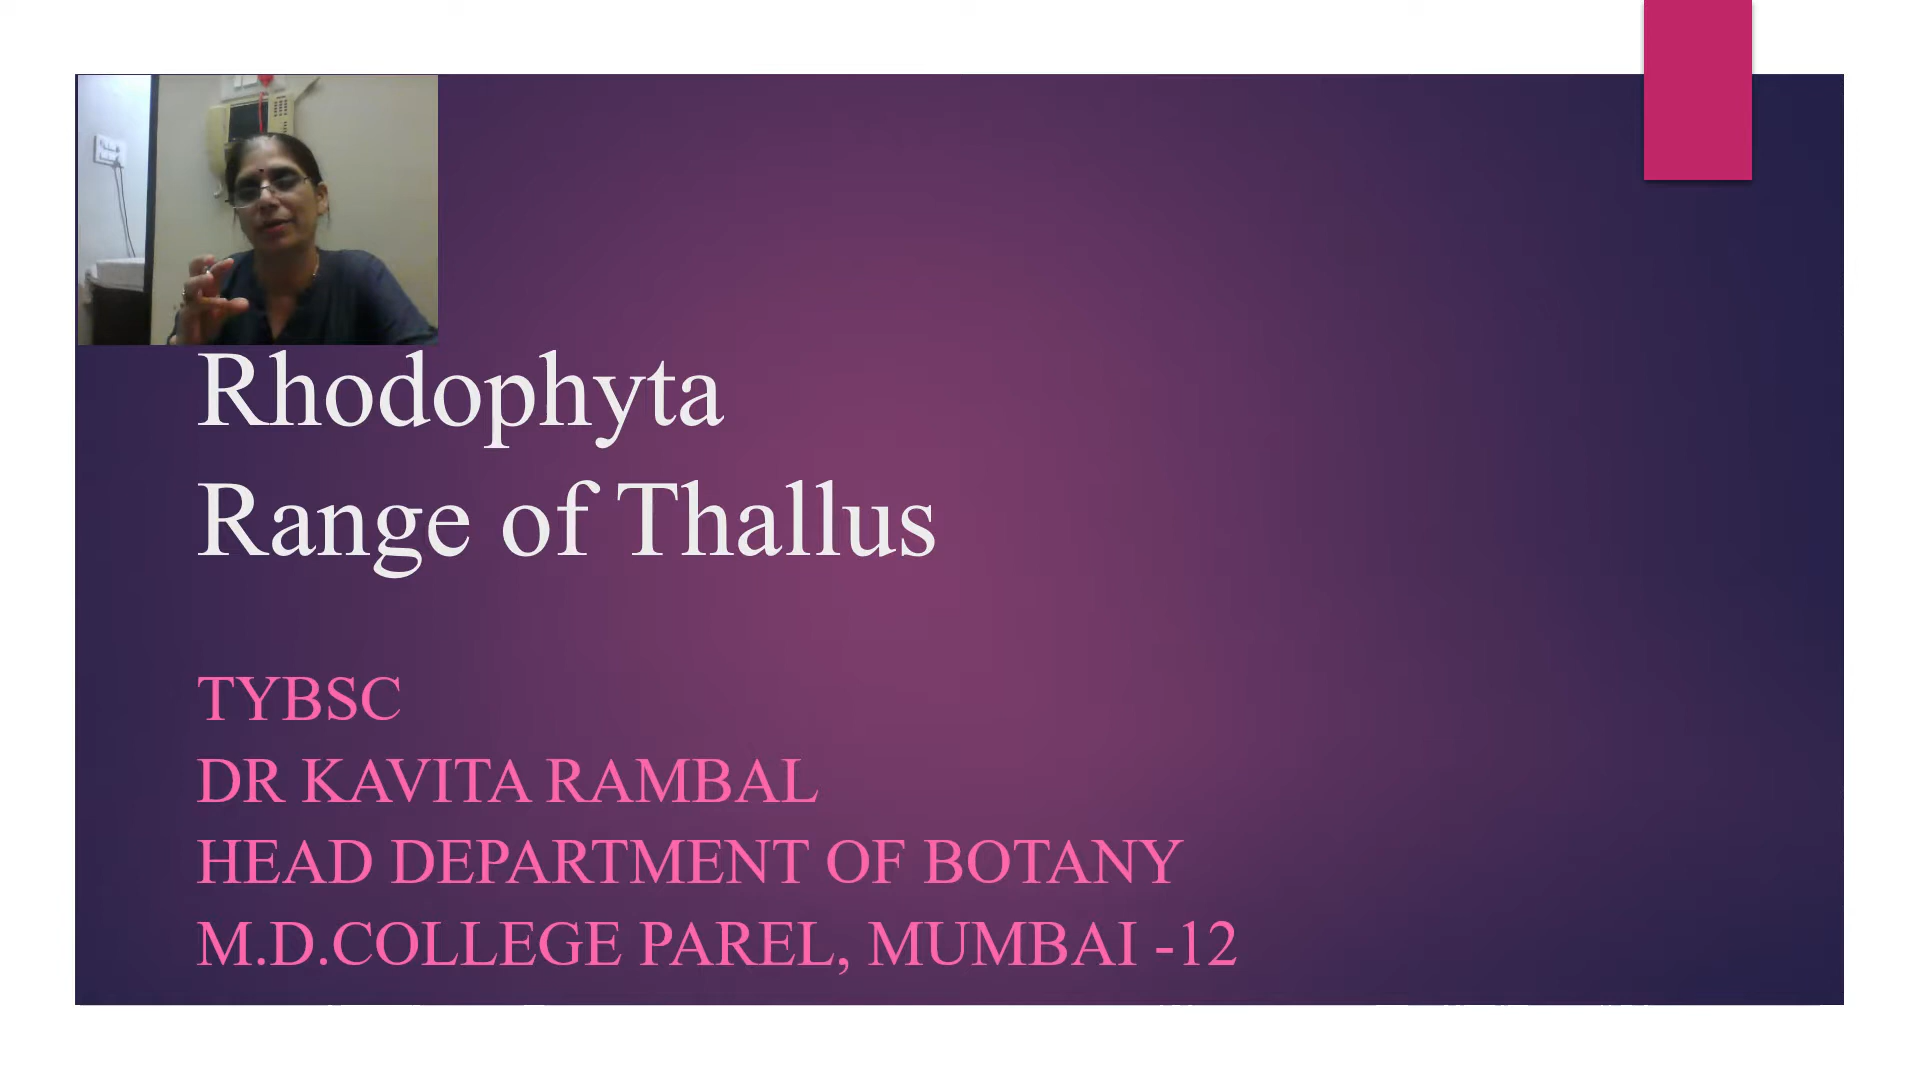 Rhodophyta
Range of Thallus
TYBSC
DR KAVITA RAMBAL
HEAD DEPARTMENT OF BOTANY
M.D.COLLEGE PAREL, MUMBAI -12